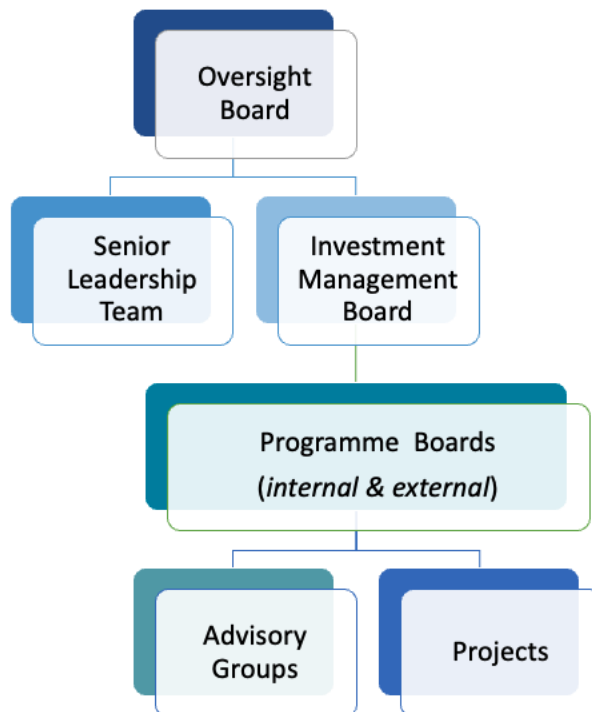 Oversight
Board
Senior
Leadership
Team
Investment
Management
Board
Programme Boards
(internal & external)
Advisory
Groups
Projects